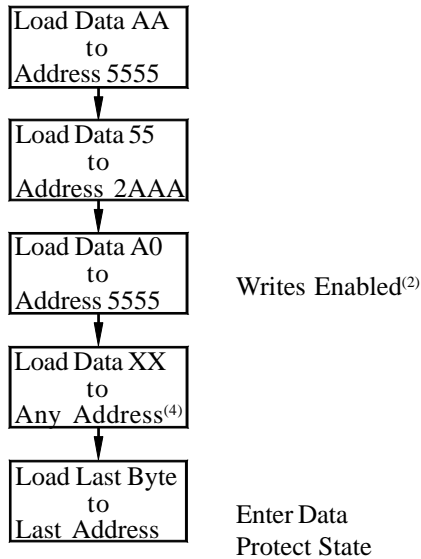 Load Data AA
to
Address 5555
Load Data 55
to
Address 2AAA
Load Data A0
to
Address 5555
Writes Enabled(2)
Load Data XX
to
Any Address(4)
Load Last Byte
to
Last Address
Enter Data
Protect State